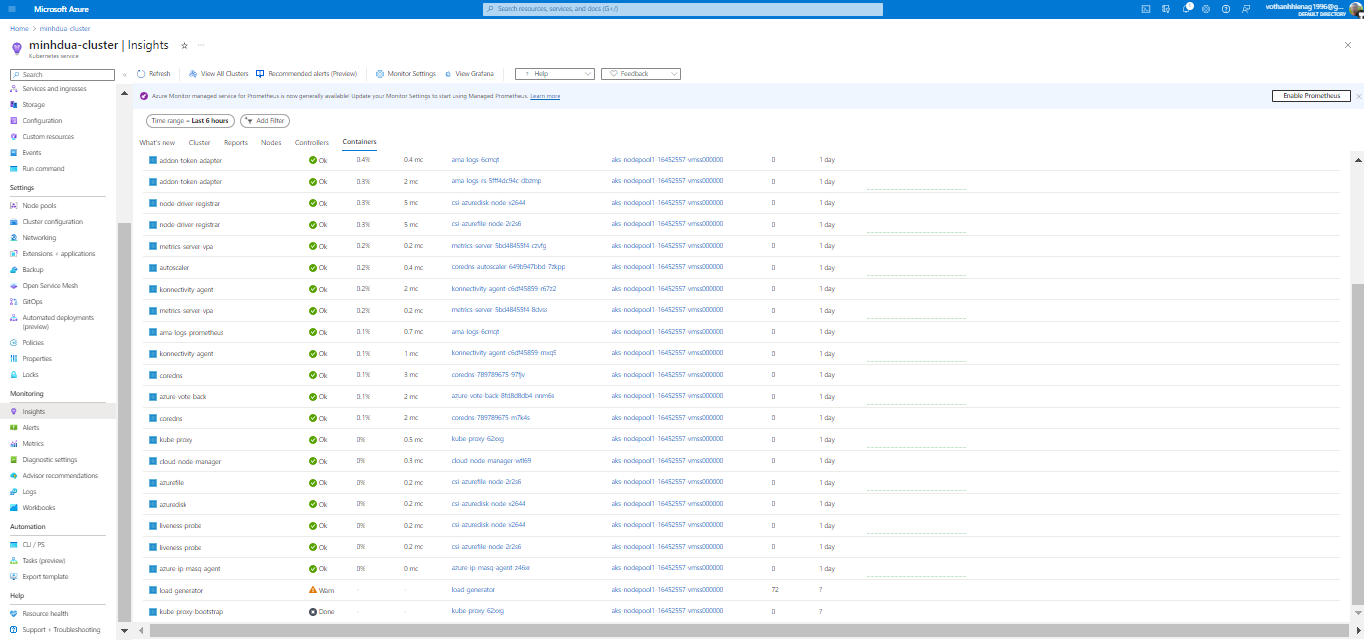 Microsoft Azure
Search resources, services, and docs (G+/)
vothanhhienag1996@g...
DEFAULT DIRECTORY
Home > minhdua-cluster
minhdua-cluster | Insights
Kubernetes service
Search
Refresh View All Clusters Recommended alerts (Preview) Monitor Settings View Grafana ? Help Feedback
Azure Monitor managed service for Prometheus is now generally available! Update your Monitor Settings to start using Managed Prometheus. Learn more
Enable Prometheus
Time range = Last 6 hours Add Filter
What's new Cluster Reports Nodes Controllers Containers
Services and ingresses
Storage
Configuration
Custom resources
Events
Run command
Settings
Node pools
Cluster configuration
Networking
Extensions + applications
Backup
Open Service Mesh
GitOps
Automated deployments
(preview)
Policies
Properties
Locks
Monitoring
Insights
Alerts
Metrics
Diagnostic settings
Advisor recommendations
Logs
Workbooks
Automation
CLI / PS
Tasks (preview)
Export template
Help
Resource health
Support + Troubleshooting
addon-token-adapter Ok 0.4% 0.4 mc ama-logs-6cmqt aks-nodepool1-16452557-vmss000000 0 1 day
addon-token-adapter Ok 0.3% 2 mc ama-logs-rs-5fff4dc94c-dbzmp aks-nodepool1-16452557-vmss000000 0 1 day
node-driver-registrar Ok 0.3% 5 mc csi-azuredisk-node-x2644 aks-nodepool1-16452557-vmss000000 0 1 day
node-driver-registrar Ok 0.3% 5 mc csi-azurefile-node-2r2s6 aks-nodepool1-16452557-vmss000000 0 1 day
metrics-server-vpa Ok 0.2% 0.2 mc metrics-server-5bd48455f4-czvfg aks-nodepool1-16452557-vmss000000 0 1 day
autoscaler Ok 0.2% 0.4 mc coredns-autoscaler-649b947bbd-7zkpp aks-nodepool1-16452557-vmss000000 0 1 day
konnectivity-agent Ok 0.2% 2 mc konnectivity-agent-c6df45859-r67z2 aks-nodepool1-16452557-vmss000000 0 1 day
metrics-server-vpa Ok 0.2% 0.2 mc metrics-server-5bd48455f4-8dvss aks-nodepool1-16452557-vmss000000 0 1 day
ama-logs-prometheus Ok 0.1% 0.7 mc ama-logs-6cmqt aks-nodepool1-16452557-vmss000000 0 1 day
konnectivity-agent Ok 0.1% 1 mc konnectivity-agent-c6df45859-mxq5 aks-nodepool1-16452557-vmss000000 0 1 day
coredns Ok 0.1% 3 mc coredns-789789675-97fjv aks-nodepool1-16452557-vmss000000 0 1 day
azure-vote-back Ok 0.1% 2 mc azure-vote-back-8fd8d8db4-nnm6s aks-nodepool1-16452557-vmss000000 0 1 day
coredns Ok 0.1% 2 mc coredns-789789675-m7k4s aks-nodepool1-16452557-vmss000000 0 1 day
kube-proxy Ok 0% 0.5 mc kube-proxy-62xxg aks-nodepool1-16452557-vmss000000 0 1 day
cloud-node-manager Ok 0% 0.3 mc cloud-node-manager-wtl69 aks-nodepool1-16452557-vmss000000 0 1 day
azurefile Ok 0% 0.2 mc csi-azurefile-node-2r2s6 aks-nodepool1-16452557-vmss000000 0 1 day
azuredisk Ok 0% 0.2 mc csi-azuredisk-node-x2644 aks-nodepool1-16452557-vmss000000 0 1 day
liveness-probe Ok 0% 0.2 mc csi-azuredisk-node-x2644 aks-nodepool1-16452557-vmss000000 0 1 day
liveness-probe Ok 0% 0.2 mc csi-azurefile-node-2r2s6 aks-nodepool1-16452557-vmss000000 0 1 day
azure-ip-masq-agent Ok 0% 0 mc azure-ip-masq-agent-z46xr aks-nodepool1-16452557-vmss000000 0 1 day
load-generator Warn - - load-generator aks-nodepool1-16452557-vmss000000 72 ?
kube-proxy-bootstrap Done - - kube-proxy-62xxg aks-nodepool1-16452557-vmss000000 0 ?